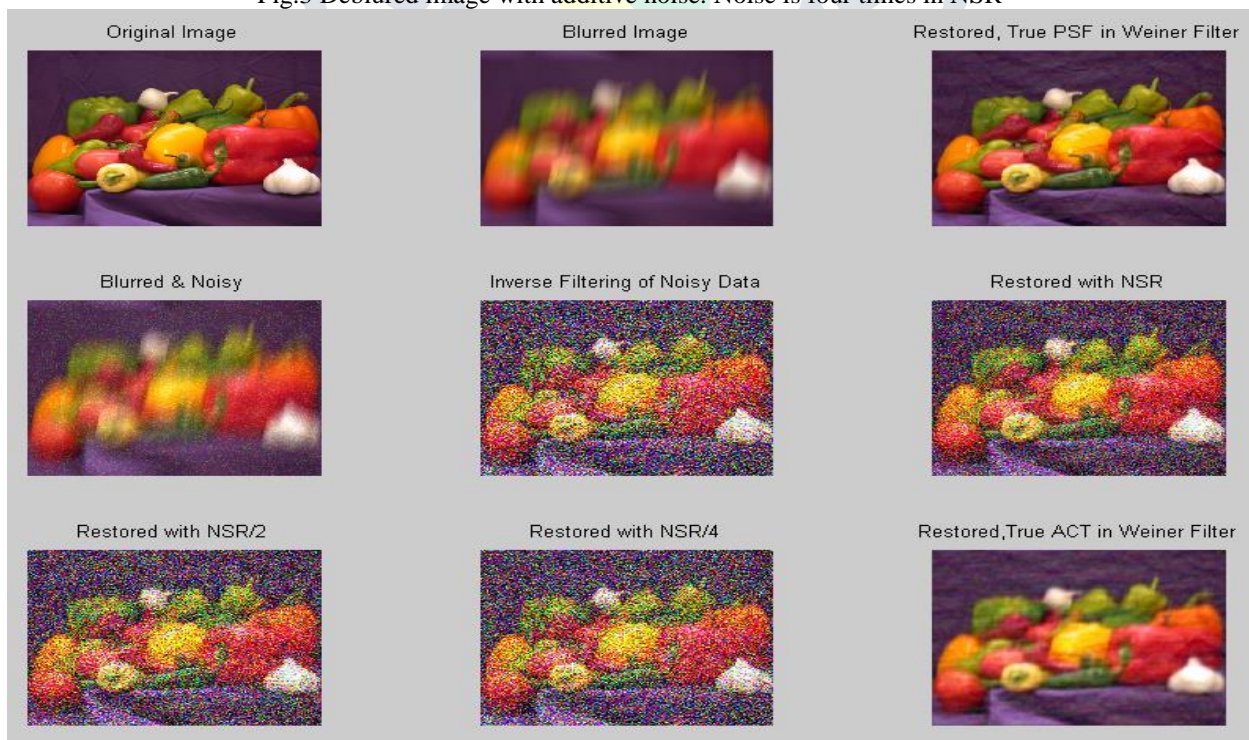 Fig.3 Deblured image with additive noise. Noise is four times in NSR
Original Image
Blurred Image
Restored, True PSF in Weiner Filter
Blurred & Noisy
Inverse Filtering of Noisy Data
Restored with NSR
Restored with NSR/2
Restored with NSR/4
Restored,True ACT in Weiner Filter